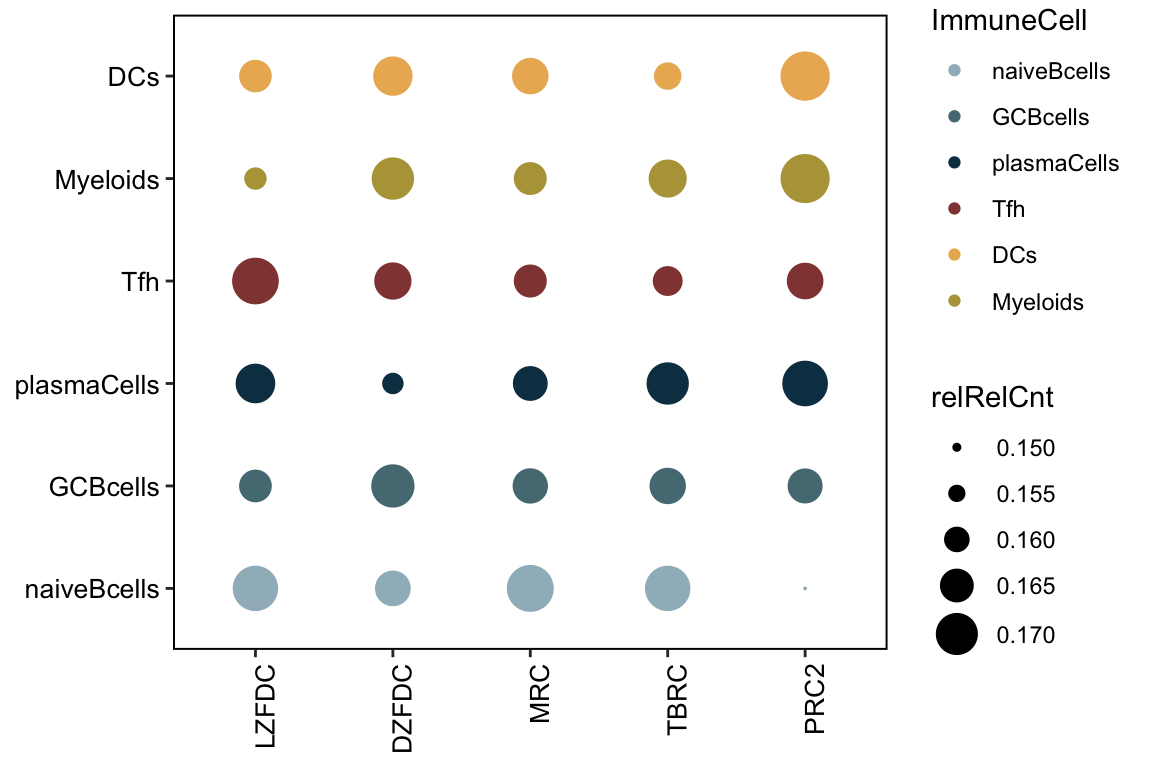 DCs
Myeloids
Tfh
plasmaCells
GCBcells
naiveBcells
LZFDC
DZFDC
MRC
TBRC
PRC2
ImmuneCell
naiveBcells
GCBcells
plasmaCells
Tfh
DCs
Myeloids
relRelCnt
0.150
0.155
0.160
0.165
0.170